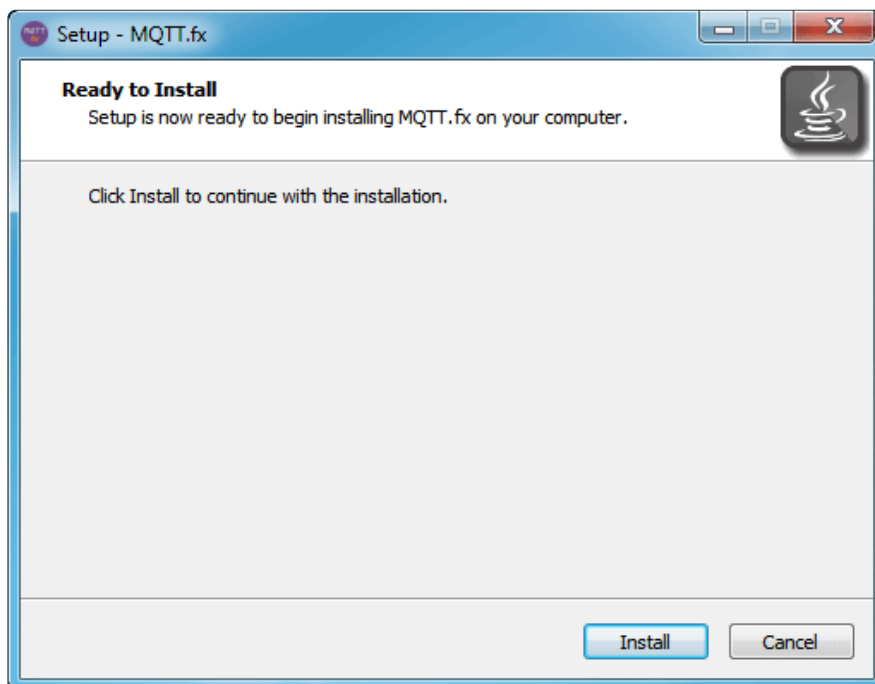 Setup - MQTT.fx
Ready to Install
Setup is now ready to begin installing MQTT.fx on your computer.
Click Install to continue with the installation.
Install
Cancel